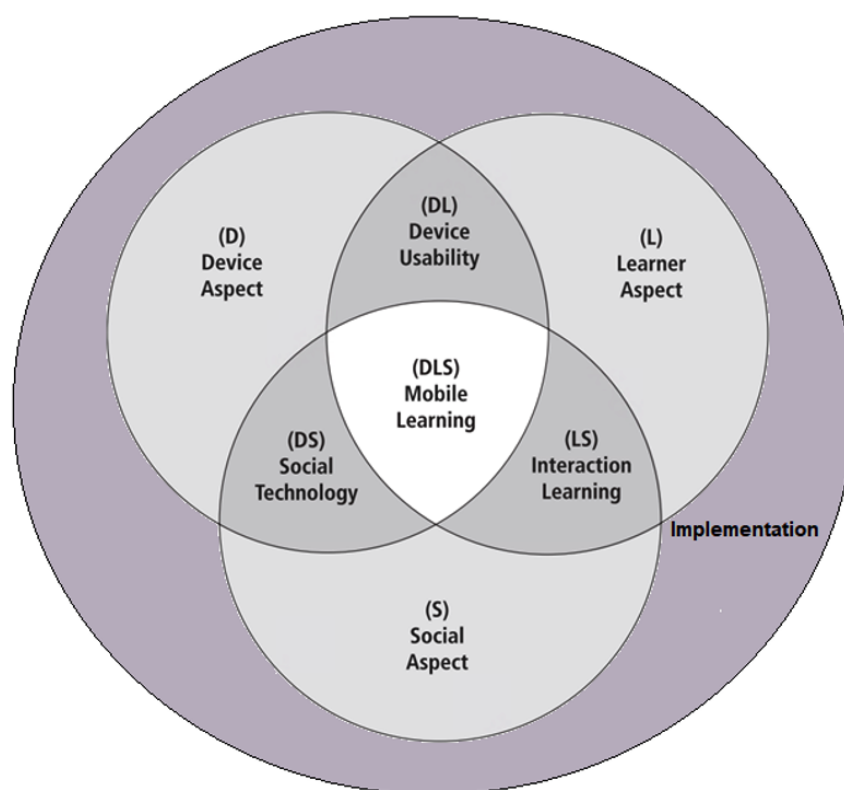 (DL)
Device
Usability
(D)
Device
Aspect
(L)
Learner
Aspect
(DLS)
Mobile
Learning
(DS)
Social
Technology
(LS)
Interaction
Learning
Implementation
(S)
Social
Aspect